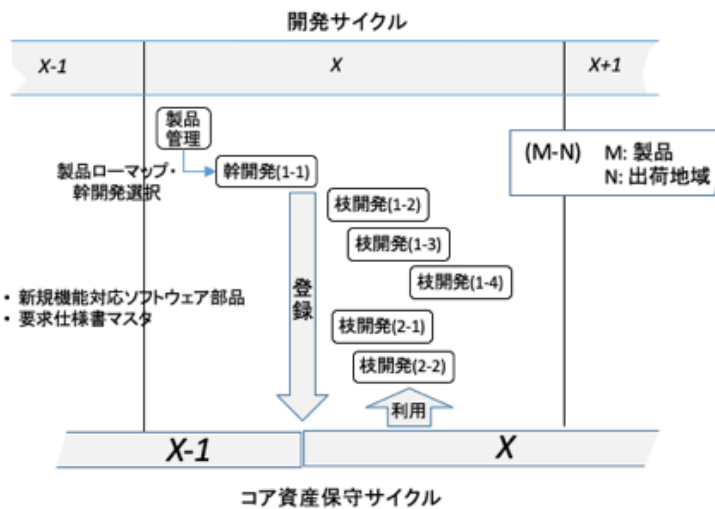 開発サイクル
X-1
X
X+1
製品
管理
(M-N) M: 製品
N: 出荷地域
製品ローマップ・
幹開発選択
幹開発(1-1)
枝開発(1-2)
枝開発(1-3)
枝開発(1-4)
• 新規機能対応ソフトウェア部品
• 要求仕様書マスタ
登録
枝開発(2-1)
枝開発(2-2)
利用
X-1
X
コア資産保守サイクル